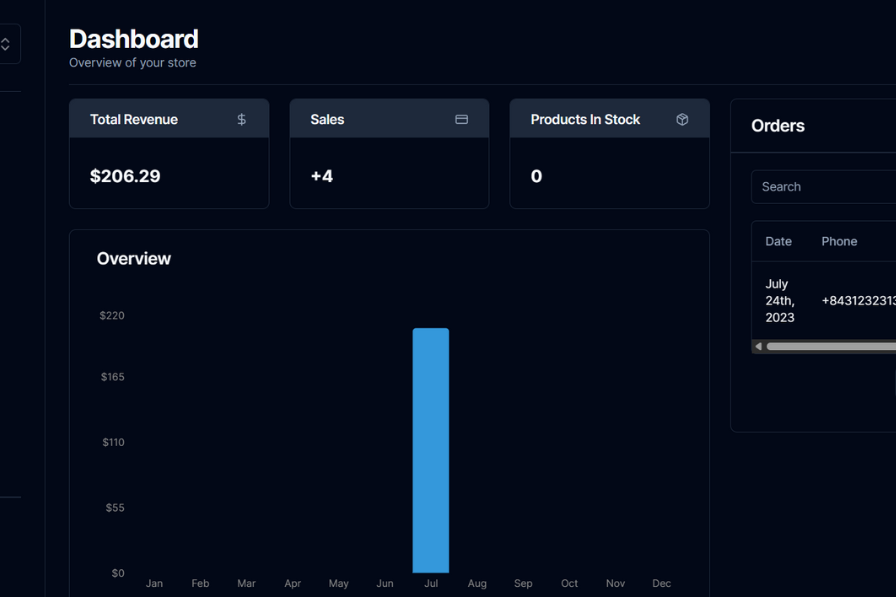 Dashboard
Overview of your store
Total Revenue
$206.29
Sales
+4
Products In Stock
0
Overview
$220
$165
$110
$55
$0
Jan Feb Mar Apr May Jun Jul Aug Sep Oct Nov Dec
Orders
Search
Date Phone
July
24th,
2023
+8431232313